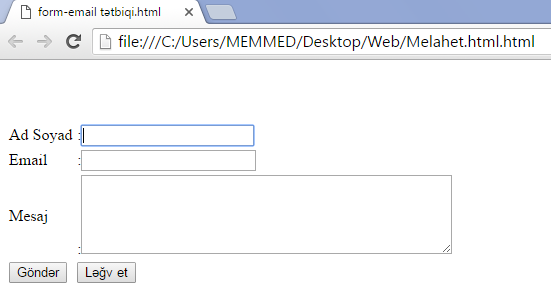 form-email tətbiqi.html
file:///C:/Users/MEMMED/Desktop/Web/Melahet.html.html
Ad Soyad :
Email :
Mesaj :
Göndər Ləğv et